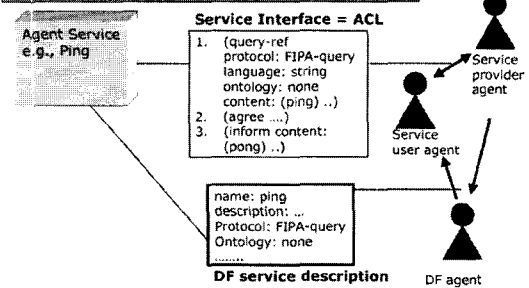 Service Interface = ACL
Agent Service
e.g., Ping
1. (query-ref
protocol: FIPA-query
language: string
ontology: none
content: (ping) ..)
2. (agree ....)
3. (inform content:
(pong) ..)
Service
provider
agent
Service
user agent
name: ping
description: ...
Protocol: FIPA-query
Ontology: none
........
DF service description
DF agent